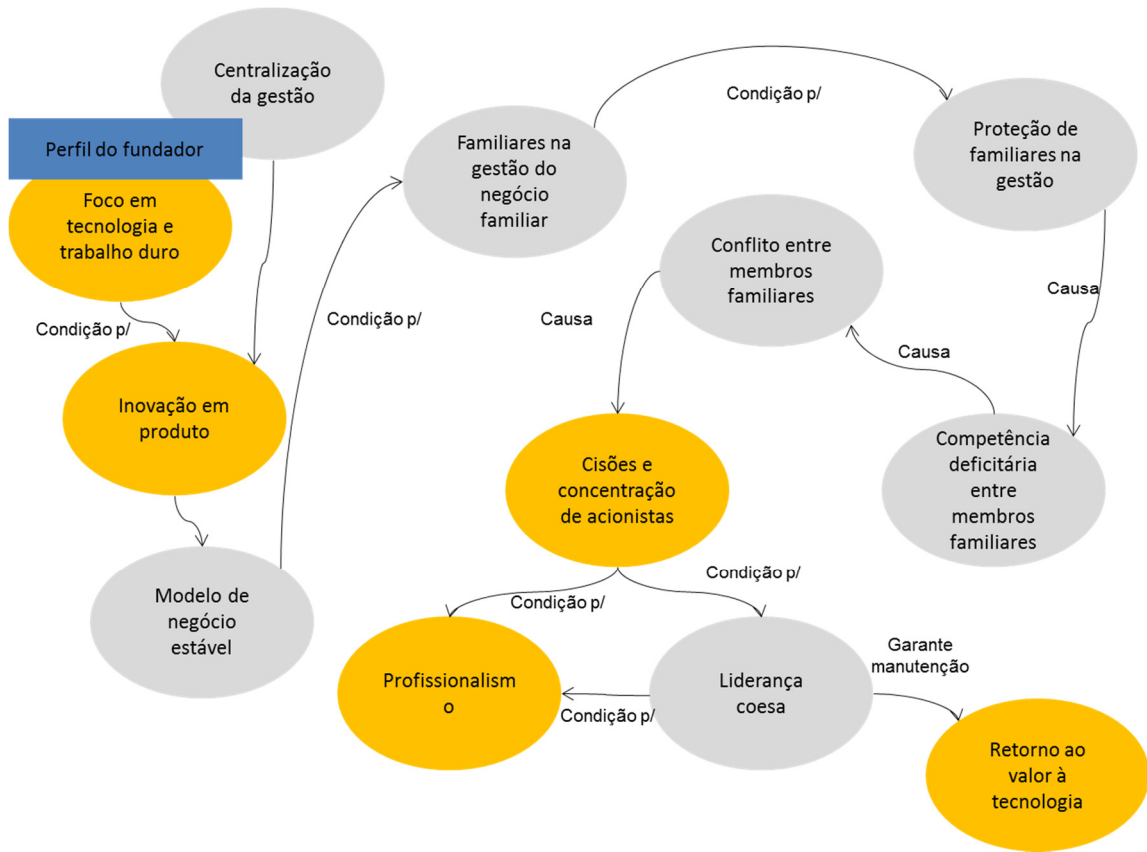 Centralização
da gestão
Perfil do fundador
Foco em
tecnologia e
trabalho duro
Condição p/
Inovação em
produto
Modelo de
negócio
estável
Condição p/
Familiares na
gestão do
negócio
familiar
Condição p/
Proteção de
familiares na
gestão
Causa
Competência
deficitária
entre
membros
familiares
Causa
Conflito entre
membros
familiares
Causa
Cisões e
concentração
de acionistas
Condição p/
Condição p/
Profissionalism
o
Condição p/
Liderança
coesa
Garante
manutenção
Retorno ao
valor à
tecnologia